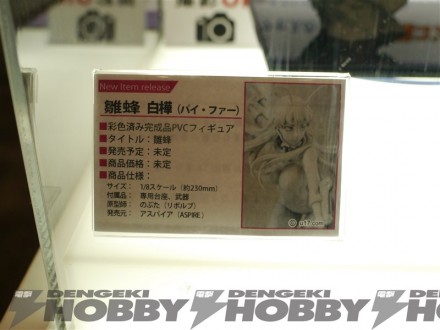 New Item release
雛蜂 白樺 (バイ・ファー)
■彩色済み完成品PVCフィギュア
■タイトル：雛蜂
■発売予定：未定
■商品価格：未定
■商品仕様：
サイズ： 1/8スケール (約230mm)
付属品： 専用台座、武器
原型師： のぶた (リボルブ)
発売元： アスパイア (ASPIRE)
電撃 DENGEKI HOBBY
電撃 DENGEKI HOBBY